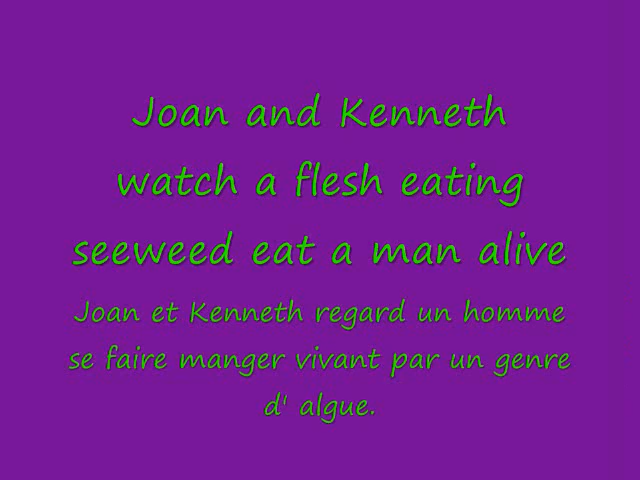 Joan and Kenneth
watch a flesh eating
seeweed eat a man alive
Joan et Kenneth regard un homme
se faire manger vivant par un genre
d' algue.